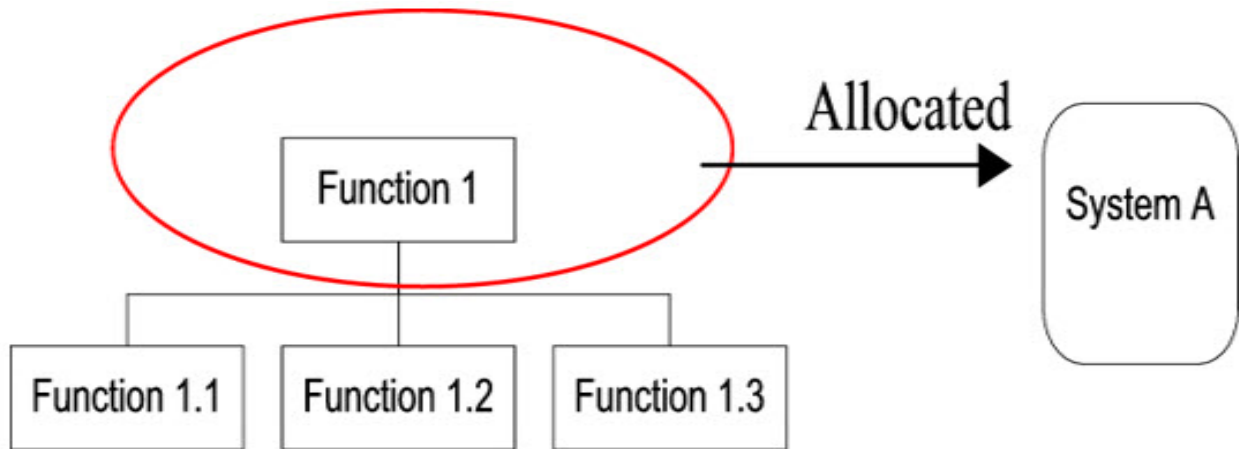 Allocated
Function 1
System A
Function 1.1
Function 1.2
Function 1.3